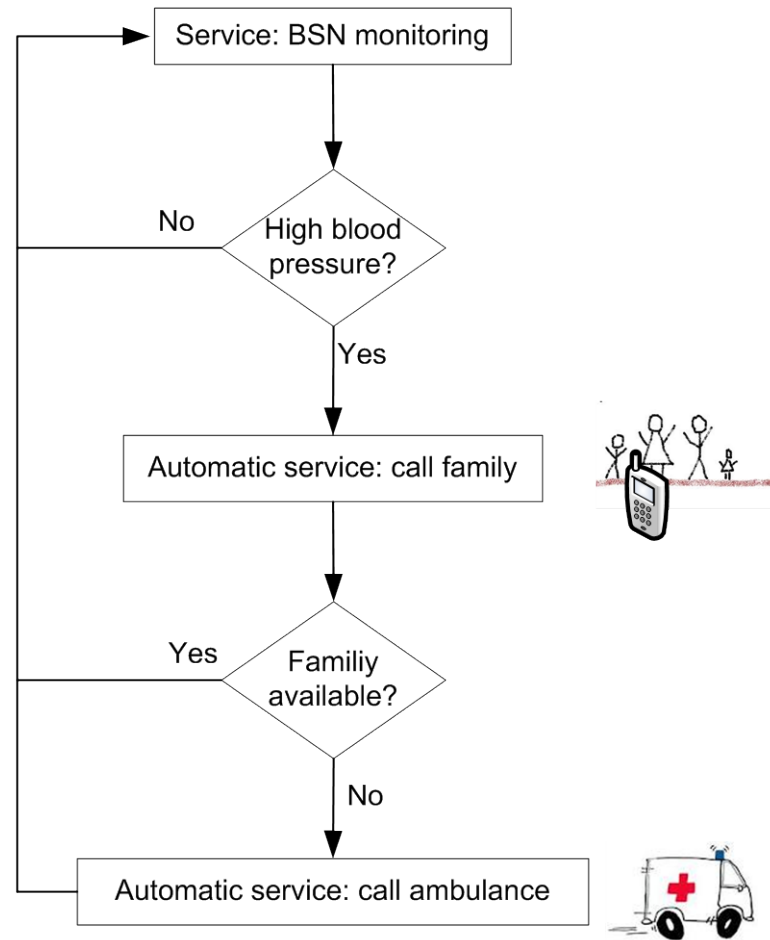 Service: BSN monitoring
No
High blood
pressure?
Yes
Automatic service: call family
Yes
Familiy
available?
No
Automatic service: call ambulance